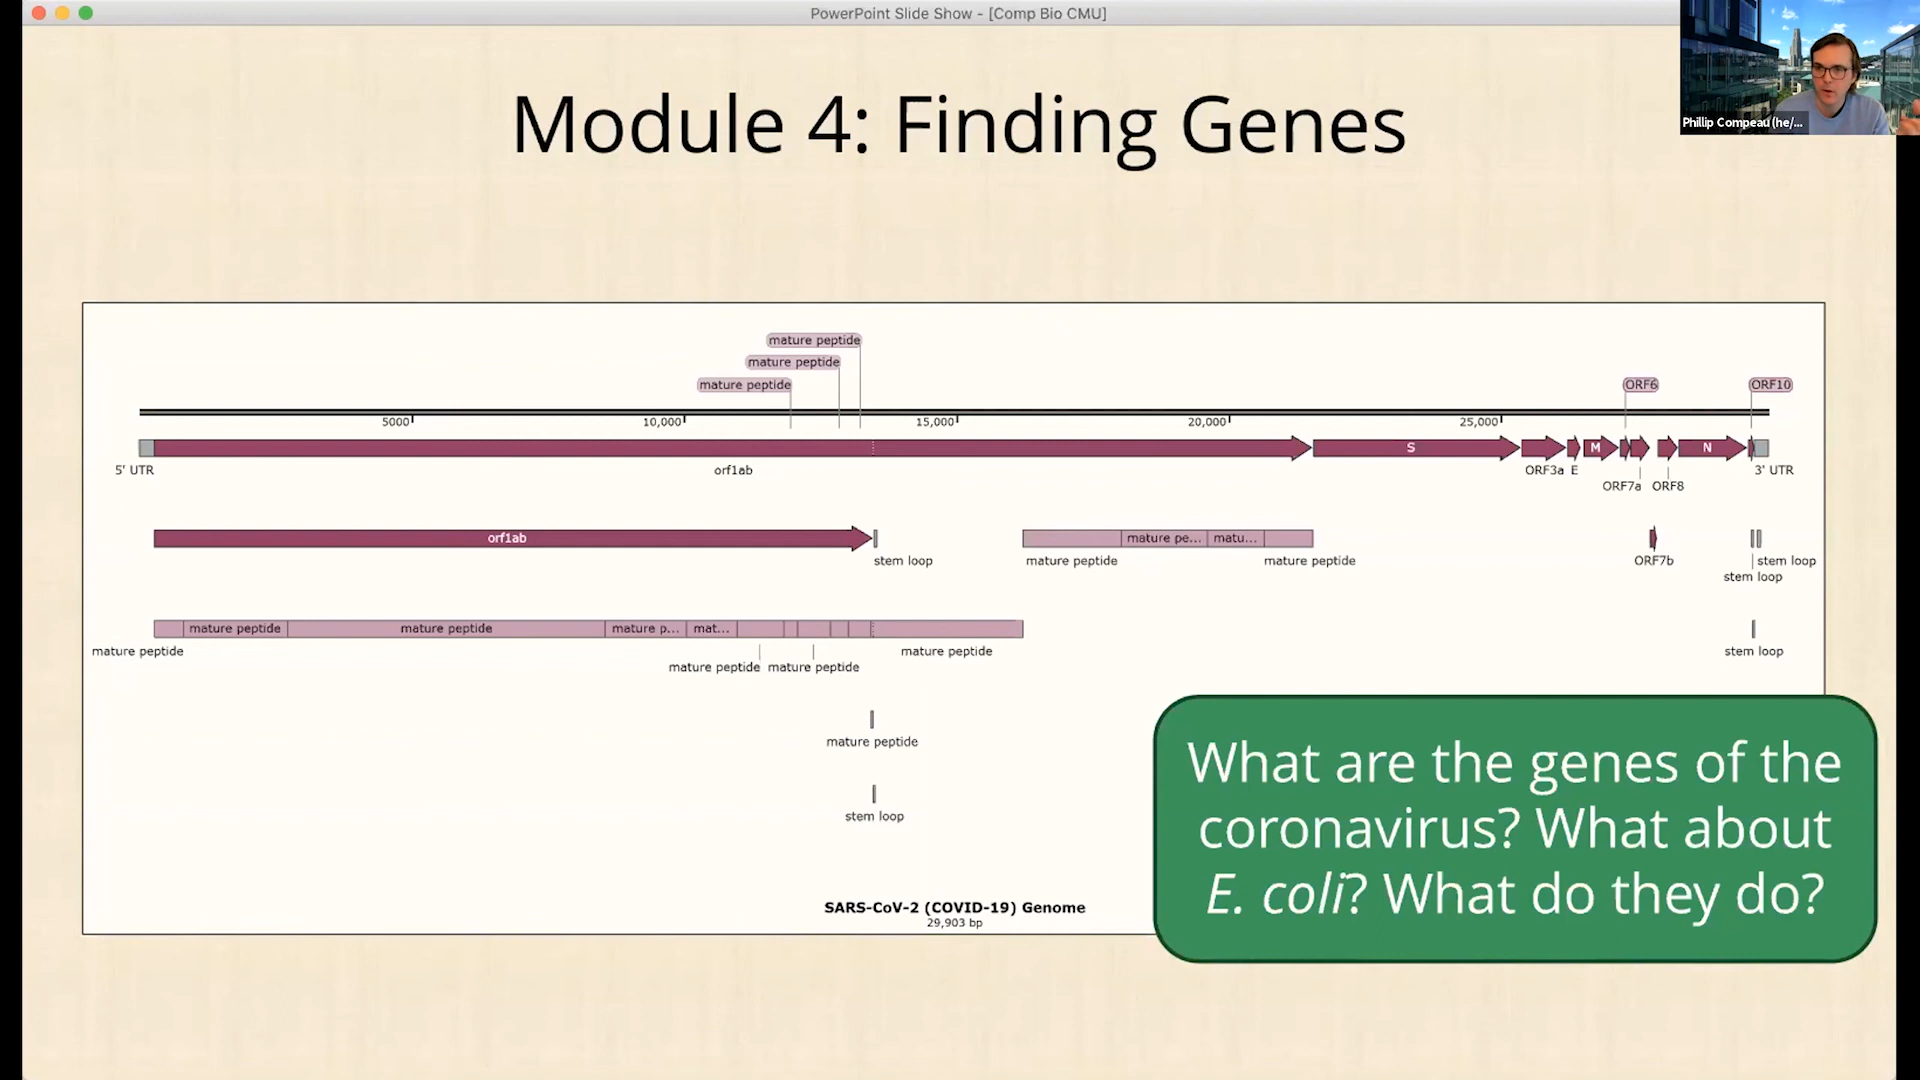 PowerPoint Slide Show - [Comp Bio CMU]
Phillip Compeau (he/...
Module 4: Finding Genes
mature peptide
mature peptide
mature peptide
ORF6
ORF10
5000
10,000
15,000
20,000
25,000
S
M
N
5' UTR
orf1ab
ORF3a
E
3' UTR
ORF7a
ORF8
orf1ab
mature pe...
matu...
stem loop
mature peptide
mature peptide
ORF7b
stem loop
stem loop
mature peptide
mature peptide
mature p...
mat...
mature peptide
mature peptide
stem loop
mature peptide
mature peptide
mature peptide
stem loop
What are the genes of the
coronavirus? What about
E. coli? What do they do?
SARS-CoV-2 (COVID-19) Genome
29,903 bp